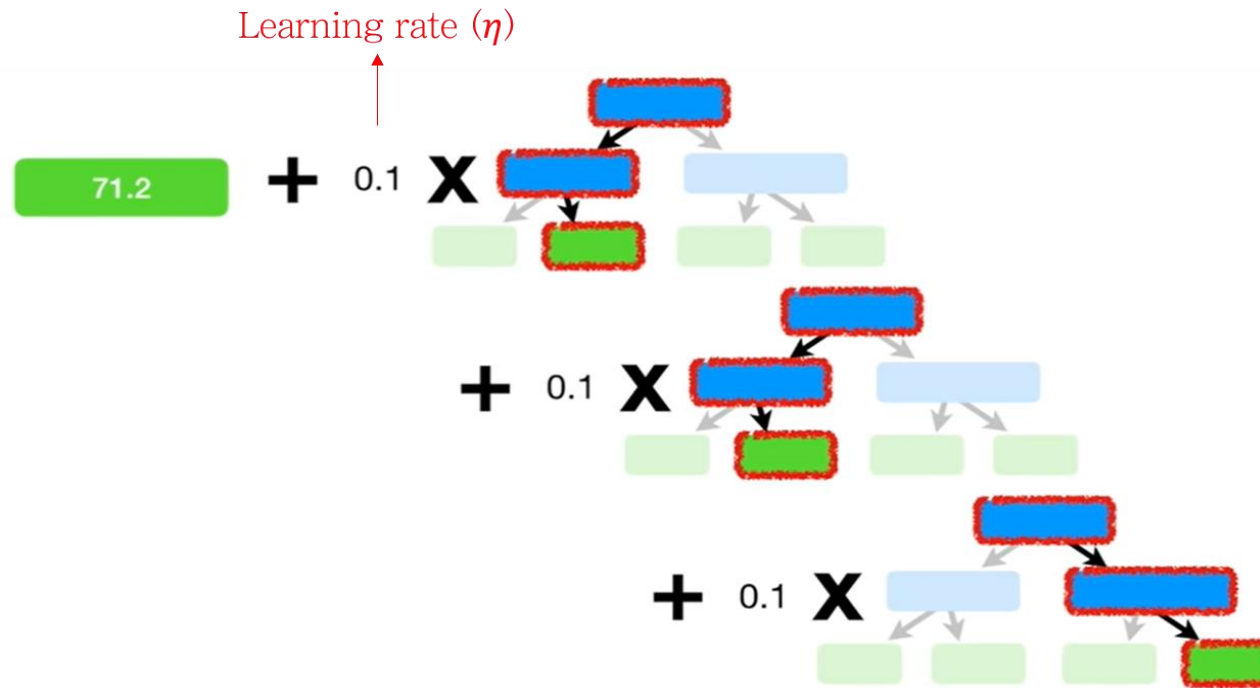 Learning rate (η)
71.2 + 0.1 X
+ 0.1 X
+ 0.1 X